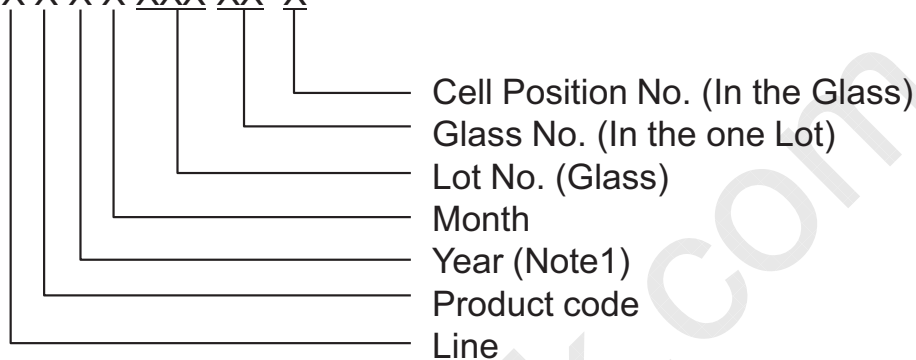 X X X X XXX XX X
Cell Position No. (In the Glass)
Glass No. (In the one Lot)
Lot No. (Glass)
Month
Year (Note1)
Product code
Line